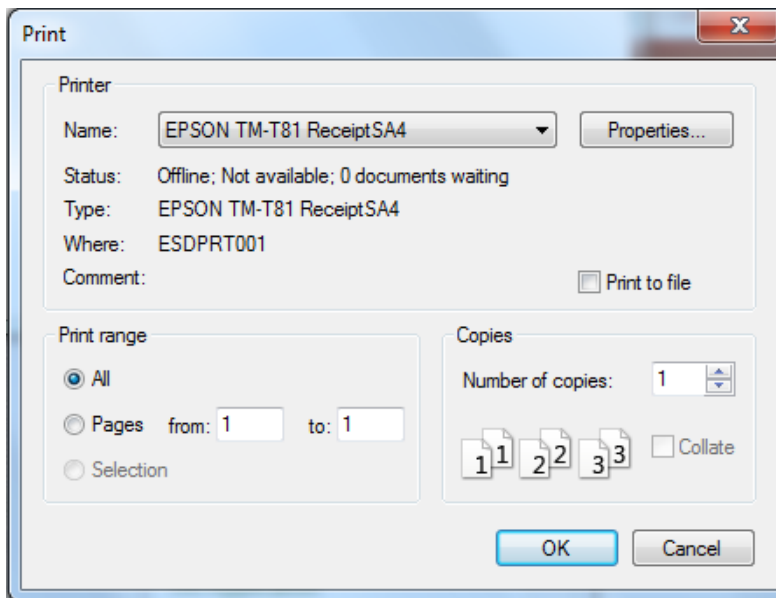 Print
Printer
Name: EPSON TM-T81 ReceiptSA4 Properties...
Status: Offline; Not available; 0 documents waiting
Type: EPSON TM-T81 ReceiptSA4
Where: ESDPRT001
Comment: Print to file
Print range
All
Pages from: 1 to: 1
Selection
Copies
Number of copies: 1
1 1 2 2 3 3 Collate
OK Cancel